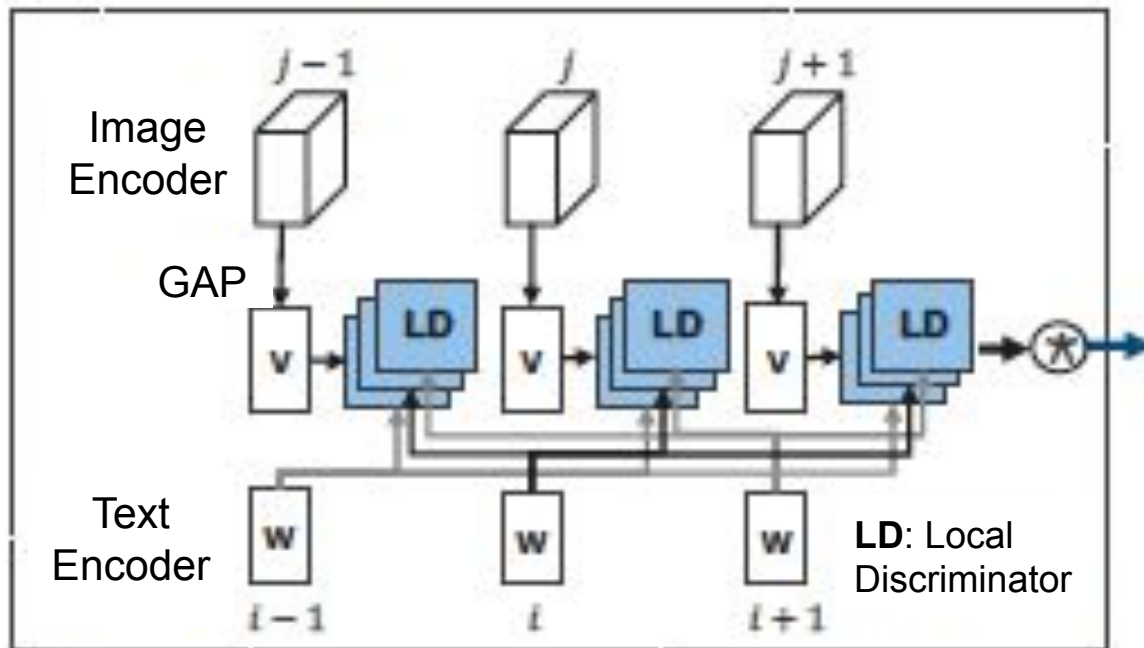 j − 1 j j + 1
Image
Encoder
GAP
LD LD LD
v v v
Text
Encoder
w w w
LD: Local
Discriminator
i − 1 i i + 1